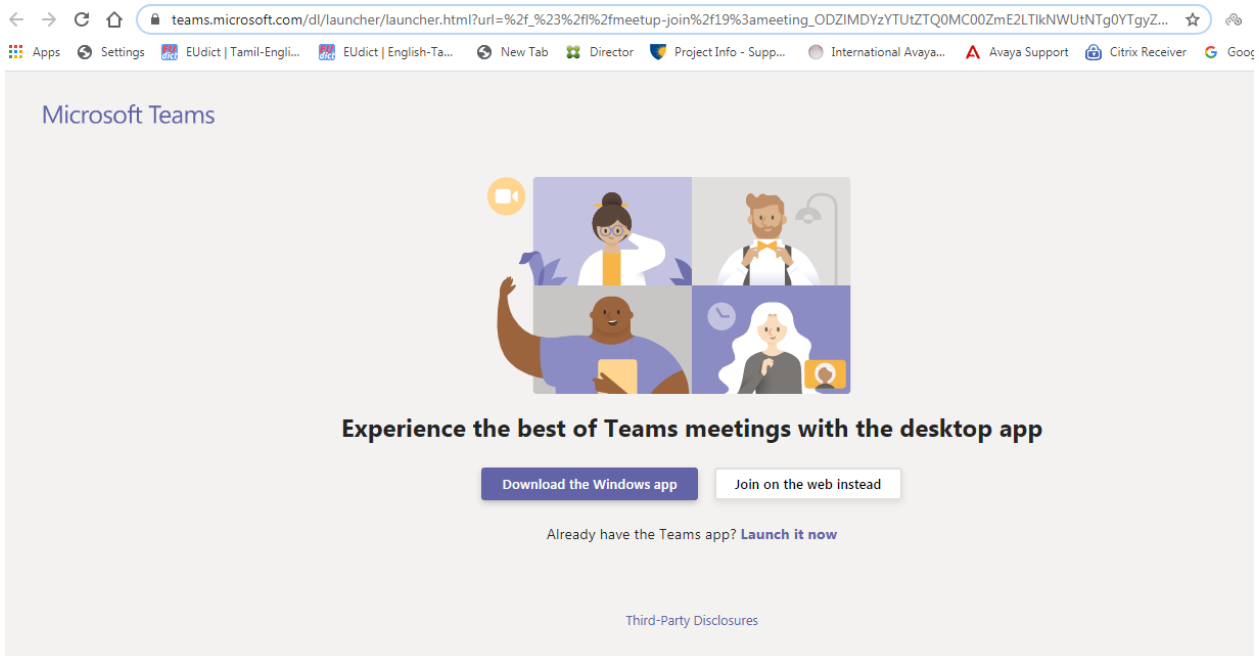 teams.microsoft.com/dl/launcher/launcher.html?url=%2f_%23%2fl%2fmeetup-join%2f19%3ameeting_ODZIMDYzYTUtZTQ0MC00ZmE2LTlkNWUtNTg0YTgyZ...
Apps Settings EUdict | Tamil-Engli... EUdict | English-Ta... New Tab Director Project Info - Supp... International Avaya... Avaya Support Citrix Receiver Goog
Microsoft Teams
Experience the best of Teams meetings with the desktop app
Download the Windows app Join on the web instead
Already have the Teams app? Launch it now
Third-Party Disclosures